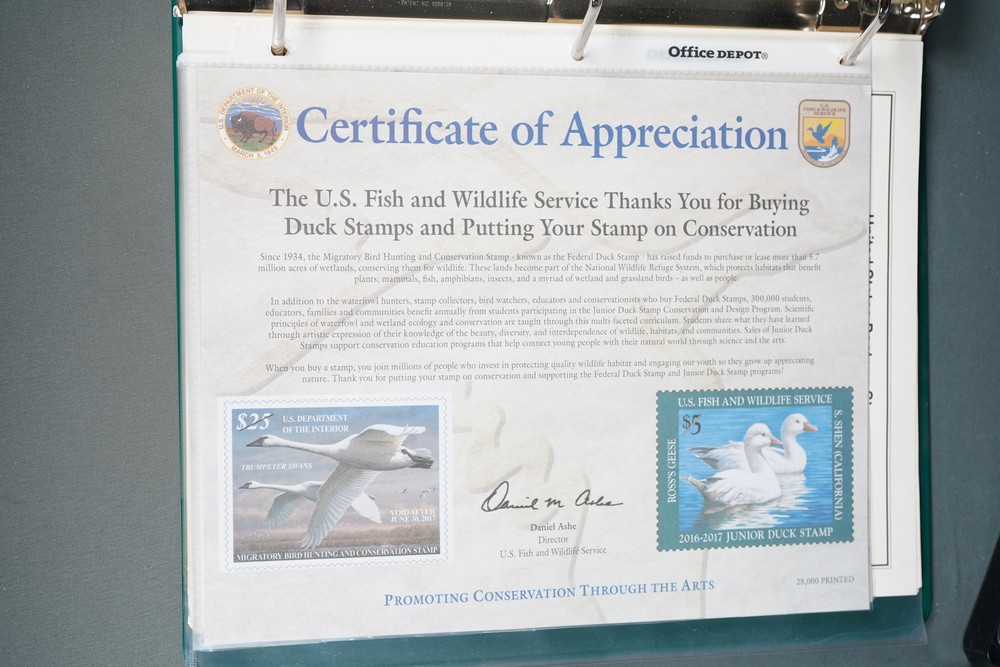 PATENT NO.
Office DEPOT®
U.S. DEPARTMENT OF THE INTERIOR
MARCH 3, 1849
Certificate of Appreciation
U.S.
FISH & WILDLIFE
SERVICE
The U.S. Fish and Wildlife Service Thanks You for Buying
Duck Stamps and Putting Your Stamp on Conservation
Since 1934, the Migratory Bird Hunting and Conservation Stamp - known as the Federal Duck Stamp - has raised funds to purchase or lease more than 5.7
million acres of wetlands, conserving them for wildlife. These lands become part of the National Wildlife Refuge System, which protects habitats that benefit
plants, mammals, fish, amphibians, insects, and a myriad of wetland and grassland birds – as well as people.
In addition to the waterfowl hunters, stamp collectors, bird watchers, educators and conservationists who buy Federal Duck Stamps, 300,000 students,
educators, families and communities benefit annually from students participating in the Junior Duck Stamp Conservation and Design Program. Scientific
principles of waterfowl and wetland ecology and conservation are taught through this multi-faceted curriculum. Students share what they have learned
through artistic expression of their knowledge of the beauty, diversity, and interdependence of wildlife, habitats, and communities. Sales of Junior Duck
Stamps support conservation education programs that help connect young people with their natural world through science and the arts.
When you buy a stamp, you join millions of people who invest in protecting quality wildlife habitat and engaging our youth so they grow up appreciating
nature. Thank you for putting your stamp on conservation and supporting the Federal Duck Stamp and Junior Duck Stamp programs!
$25
U.S. DEPARTMENT
OF THE INTERIOR
TRUMPETER SWANS
VOID AFTER
JUNE 30, 2017
MIGRATORY BIRD HUNTING AND CONSERVATION STAMP
Daniel M Ashe
Daniel Ashe
Director
U.S. Fish and Wildlife Service
U.S. FISH AND WILDLIFE SERVICE
$5
ROSS'S GEESE
S. SHEN (CALIFORNIA)
2016-2017 JUNIOR DUCK STAMP
28,000 PRINTED
PROMOTING CONSERVATION THROUGH THE ARTS